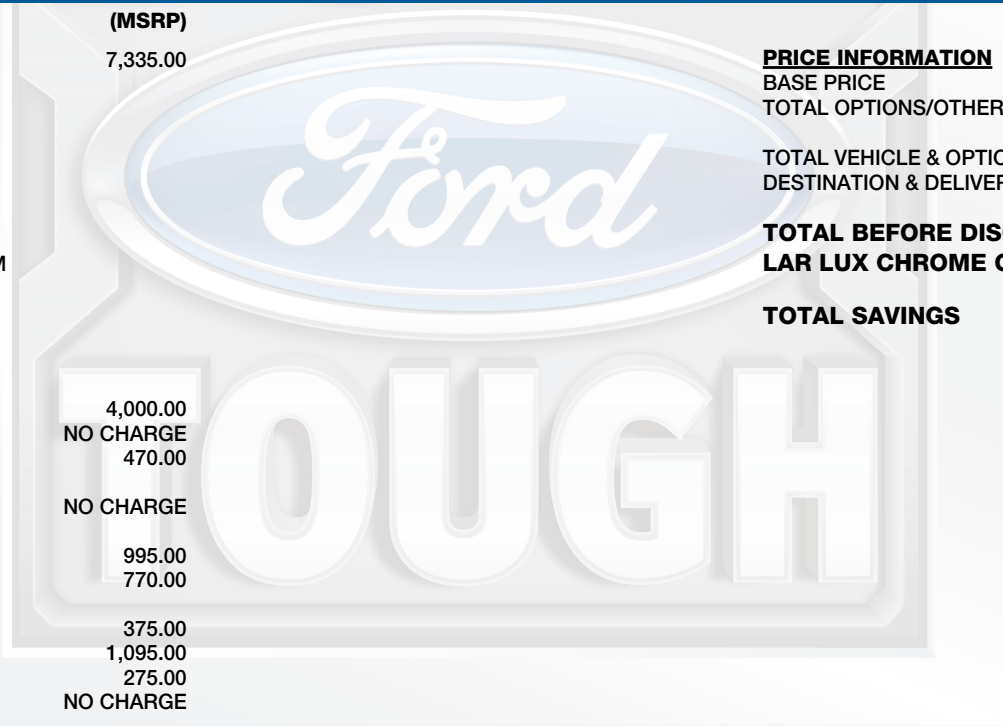 (MSRP)
7,335.00
M
4,000.00
NO CHARGE
470.00
NO CHARGE
995.00
770.00
375.00
1,095.00
275.00
NO CHARGE
PRICE INFORMATION
BASE PRICE
TOTAL OPTIONS/OTHER
TOTAL VEHICLE & OPTIO
DESTINATION & DELIVER
TOTAL BEFORE DIS
LAR LUX CHROME
TOTAL SAVINGS
Ford
TOUGH